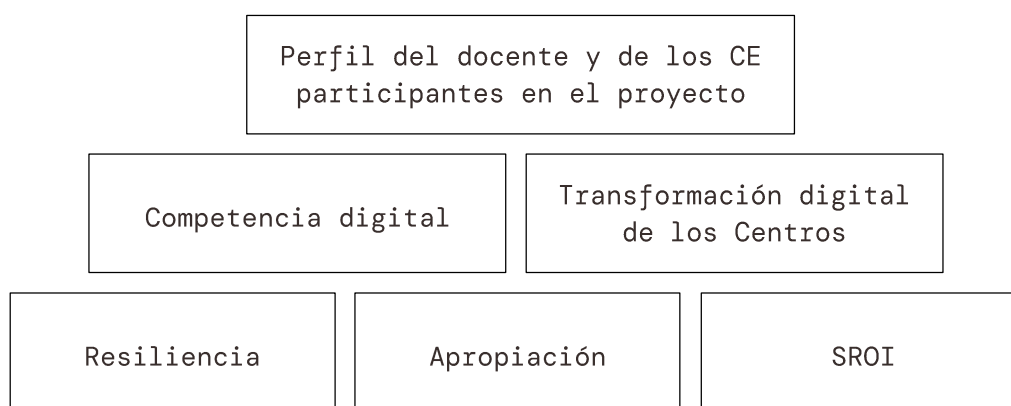 Perfil del docente y de los CE
participantes en el proyecto
Competencia digital
Transformación digital
de los Centros
Resiliencia
Apropiación
SROI